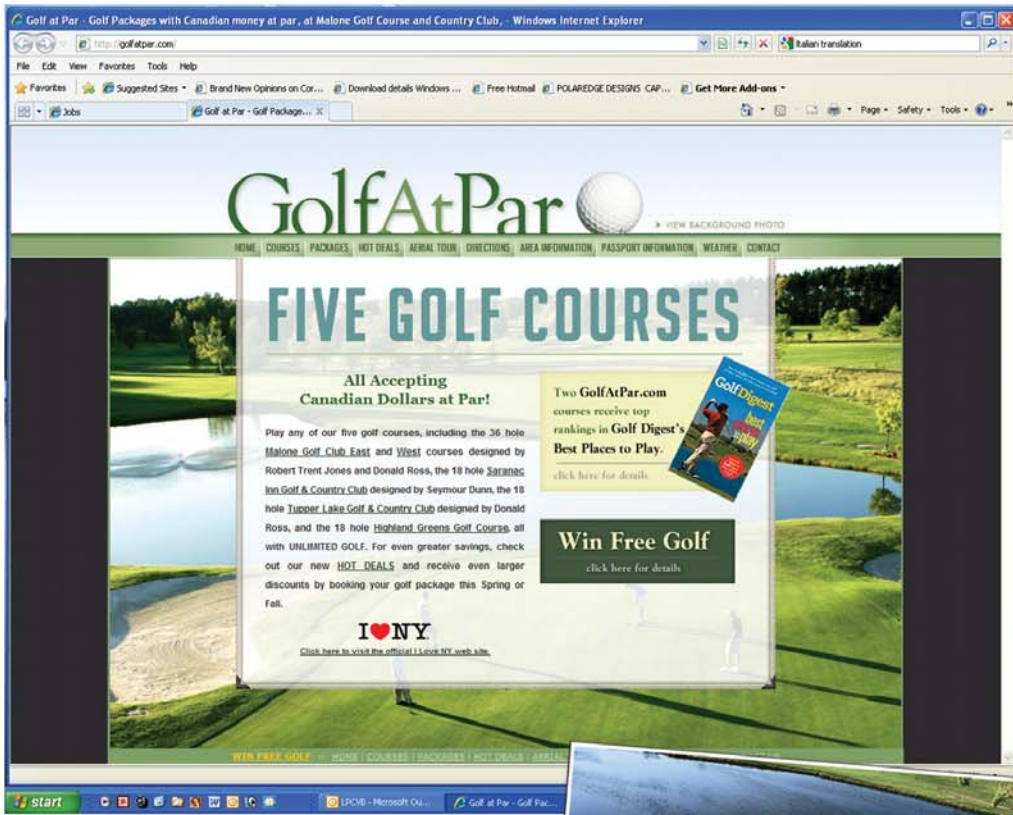 Golf at Par - Golf Packages with Canadian money at par, at Malone Golf Course and Country Club, - Windows Internet Explorer
http://golfatpar.com/
Italian translation
File Edit View Favorites Tools Help
Favorites Suggested Sites Brand New Opinions on Cor... Download details Windows ... Free Hotmail POLAREDGE DESIGNS CAP... Get More Add-ons
Jobs Golf at Par - Golf Package... X Page Safety Tools
GolfAtPar
VIEW BACKGROUND PHOTO
HOME COURSES PACKAGES HOT DEALS AERIAL TOUR DIRECTIONS AREA INFORMATION PASSPORT INFORMATION WEATHER CONTACT
FIVE GOLF COURSES
All Accepting
Canadian Dollars at Par!
Play any of our five golf courses, including the 36 hole
Malone Golf Club East and West courses designed by
Robert Trent Jones and Donald Ross, the 18 hole Saranac
Inn Golf & Country Club designed by Seymour Dunn, the 18
hole Tupper Lake Golf & Country Club designed by Donald
Ross, and the 18 hole Highland Greens Golf Course, all
with UNLIMITED GOLF. For even greater savings, check
out our new HOT DEALS and receive even larger
discounts by booking your golf package this Spring or
Fall.
I NY
Click here to visit the official I Love NY web site.
Two GolfAtPar.com
courses receive top
rankings in Golf Digest's
Best Places to Play.
click here for details
GolfDigest
best
places
to play
Win Free Golf
click here for details
WIN FREE GOLF :: HOME | COURSES | PACKAGES | HOT DEALS | AERIAL
start LPCVB - Microsoft Ou... Golf at Par - Golf Pac...